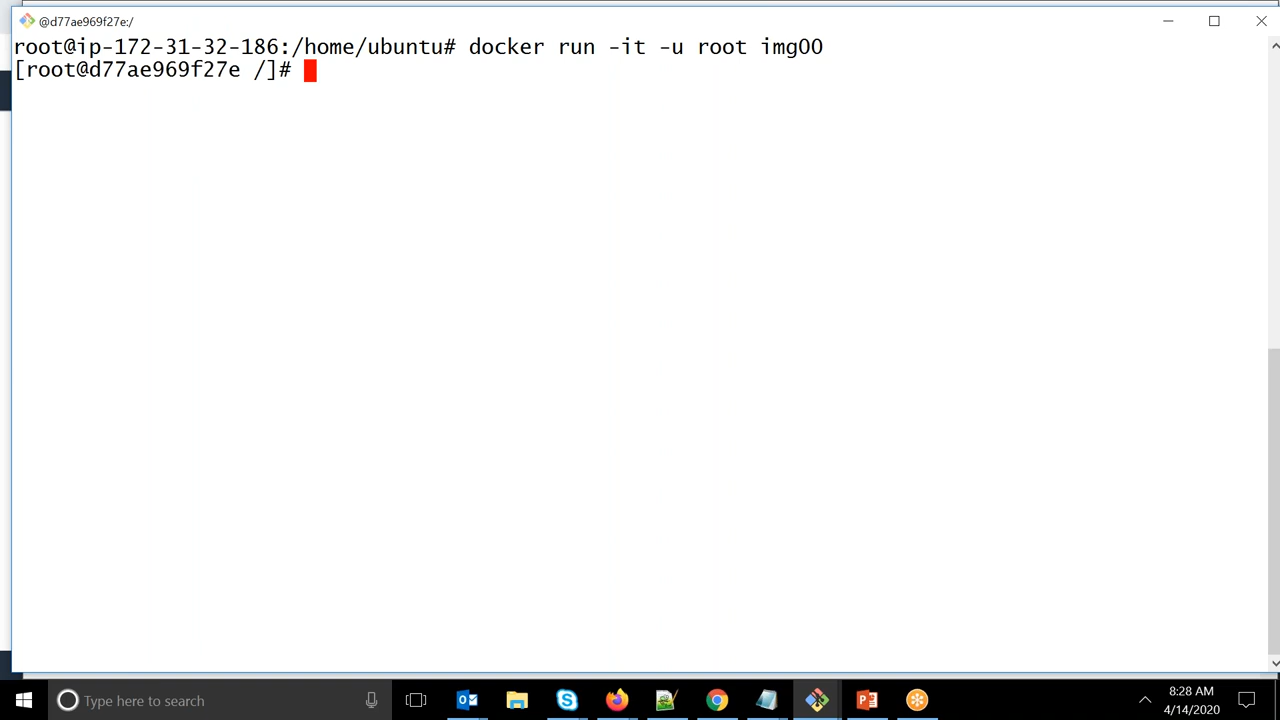 @d77ae969f27e:/
root@ip-172-31-32-186:/home/ubuntu# docker run -it -u root img00
[root@d77ae969f27e /]#
Type here to search
8:28 AM
4/14/2020